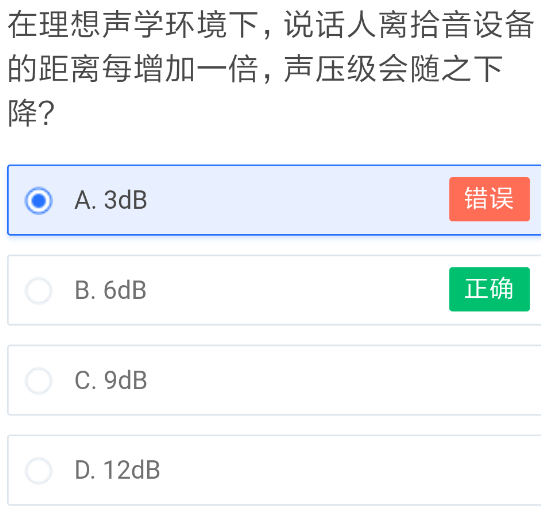 在理想声学环境下，说话人离拾音设备
的距离每增加一倍，声压级会随之下
降?
A. 3dB 错误
B. 6dB 正确
C. 9dB
D. 12dB